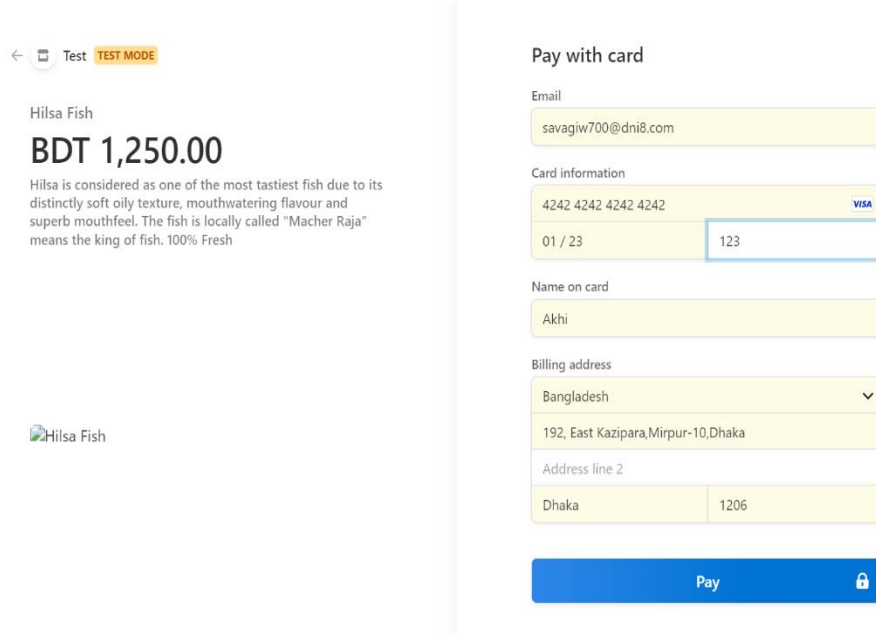 Test TEST MODE
Hilsa Fish
BDT 1,250.00
Hilsa is considered as one of the most tastiest fish due to its
distinctly soft oily texture, mouthwatering flavour and
superb mouthfeel. The fish is locally called “Macher Raja”
means the king of fish. 100% Fresh
Hilsa Fish
Pay with card
Email
savagiw700@dni8.com
Card information
4242 4242 4242 4242 VISA
01 / 23 123
Name on card
Akhi
Billing address
Bangladesh
192, East Kazipara,Mirpur-10,Dhaka
Address line 2
Dhaka 1206
Pay